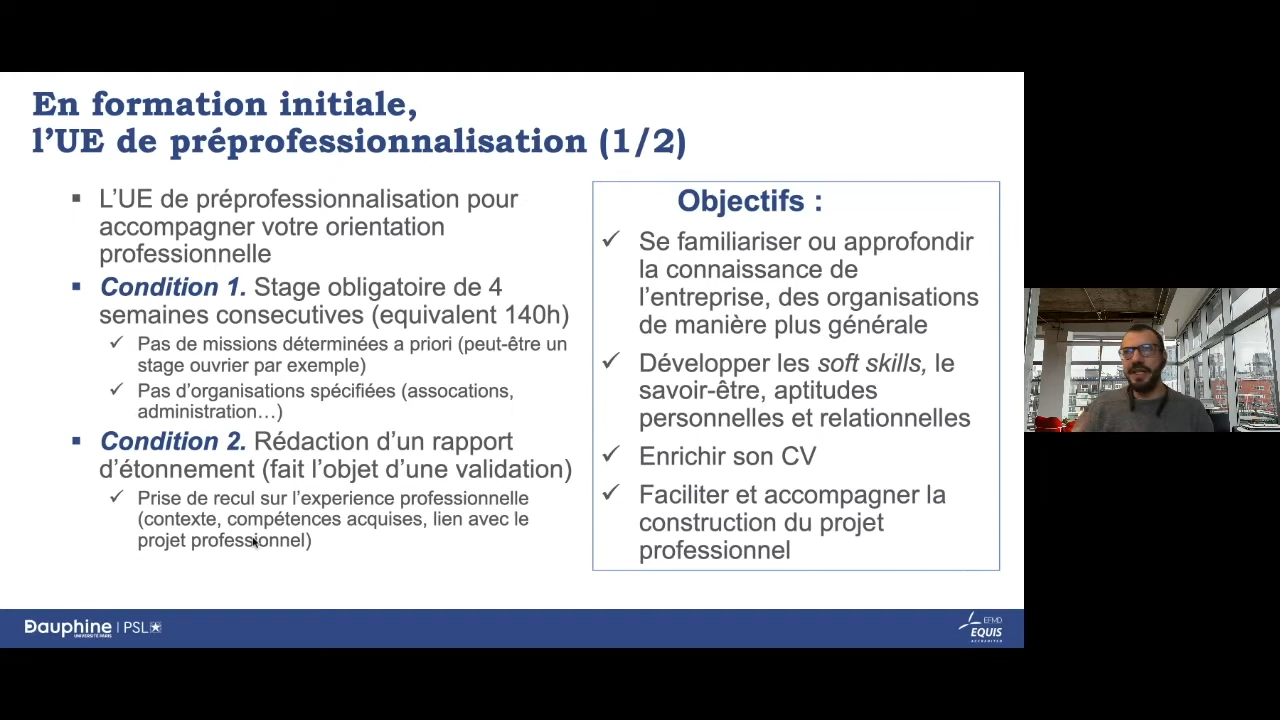 En formation initiale,
l'UE de préprofessionnalisation (1/2)
L'UE de préprofessionnalisation pour
accompagner votre orientation
professionnelle
Condition 1. Stage obligatoire de 4
semaines consecutives (equivalent 140h)
Pas de missions déterminées a priori (peut-être un
stage ouvrier par exemple)
Pas d'organisations spécifiées (assocations,
administration…)
Condition 2. Rédaction d'un rapport
d'étonnement (fait l'objet d'une validation)
Prise de recul sur l'experience professionnelle
(contexte, compétences acquises, lien avec le
projet professionnel)
Objectifs :
Se familiariser ou approfondir
la connaissance de
l'entreprise, des organisations
de manière plus générale
Développer les soft skills, le
savoir-être, aptitudes
personnelles et relationnelles
Enrichir son CV
Faciliter et accompagner la
construction du projet
professionnel
Dauphine | PSL
UNIVERSITÉ PARIS
EFMD
EQUIS
ACCREDITED